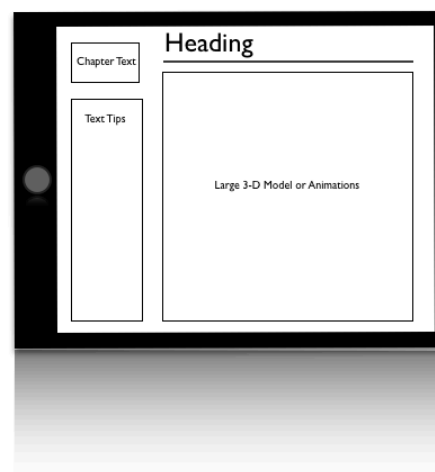 Heading
Chapter Text
Text Tips
Large 3-D Model or Animations